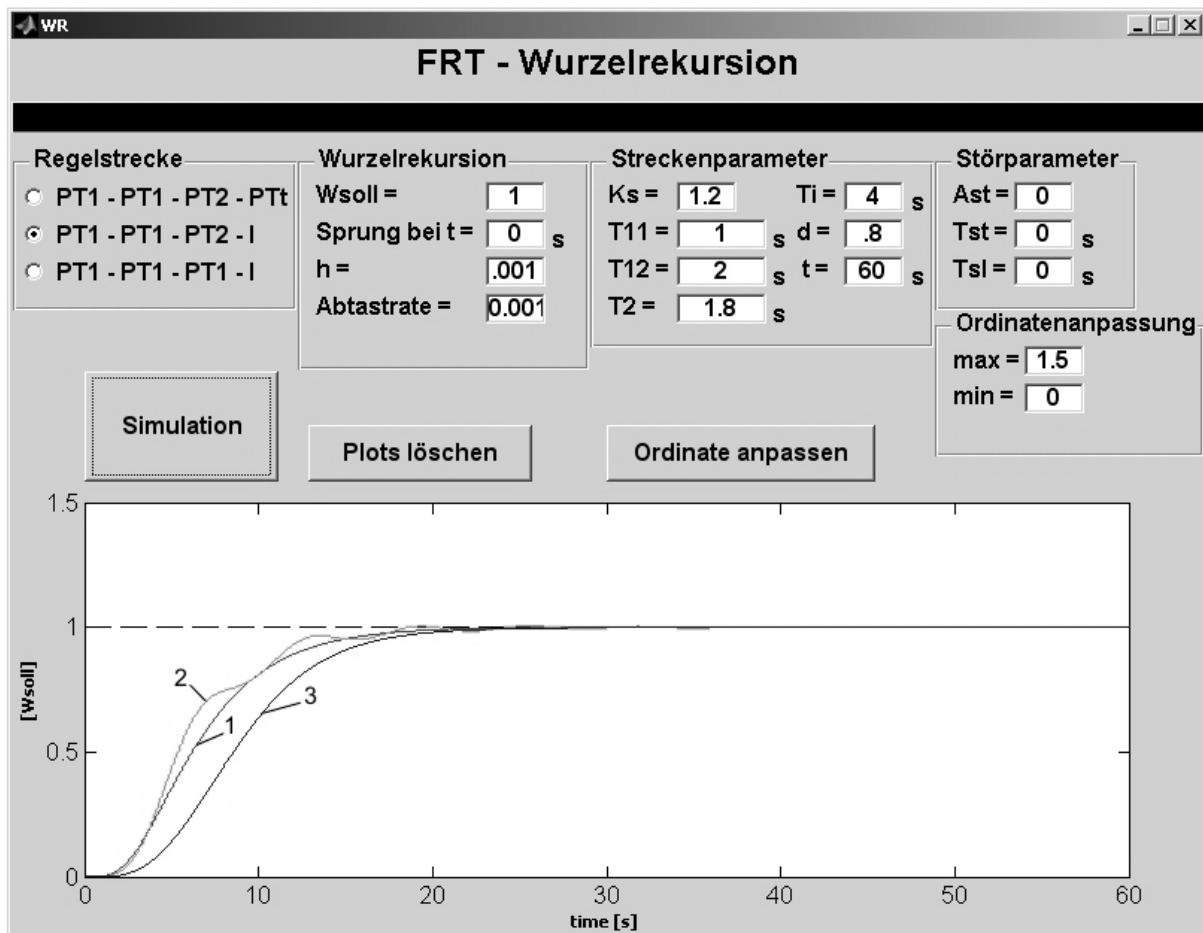 WR
FRT - Wurzelrekursion
Regelstrecke
PT1 - PT1 - PT2 - PTt
PT1 - PT1 - PT2 - I
PT1 - PT1 - PT1 - I
Wurzelrekursion
Wsoll = 1
Sprung bei t = 0 s
h = .001
Abtastrate = 0.001
Streckenparameter
Ks = 1.2 Ti = 4 s
T11 = 1 s d = .8
T12 = 2 s t = 60 s
T2 = 1.8 s
Störparameter
Ast = 0
Tst = 0 s
Tsl = 0 s
Ordinatenanpassung
max = 1.5
min = 0
Simulation
Plots löschen
Ordinate anpassen
1.5
1
0.5
0
[Wsoll]
2
1
3
0 10 20 30 40 50 60
time [s]